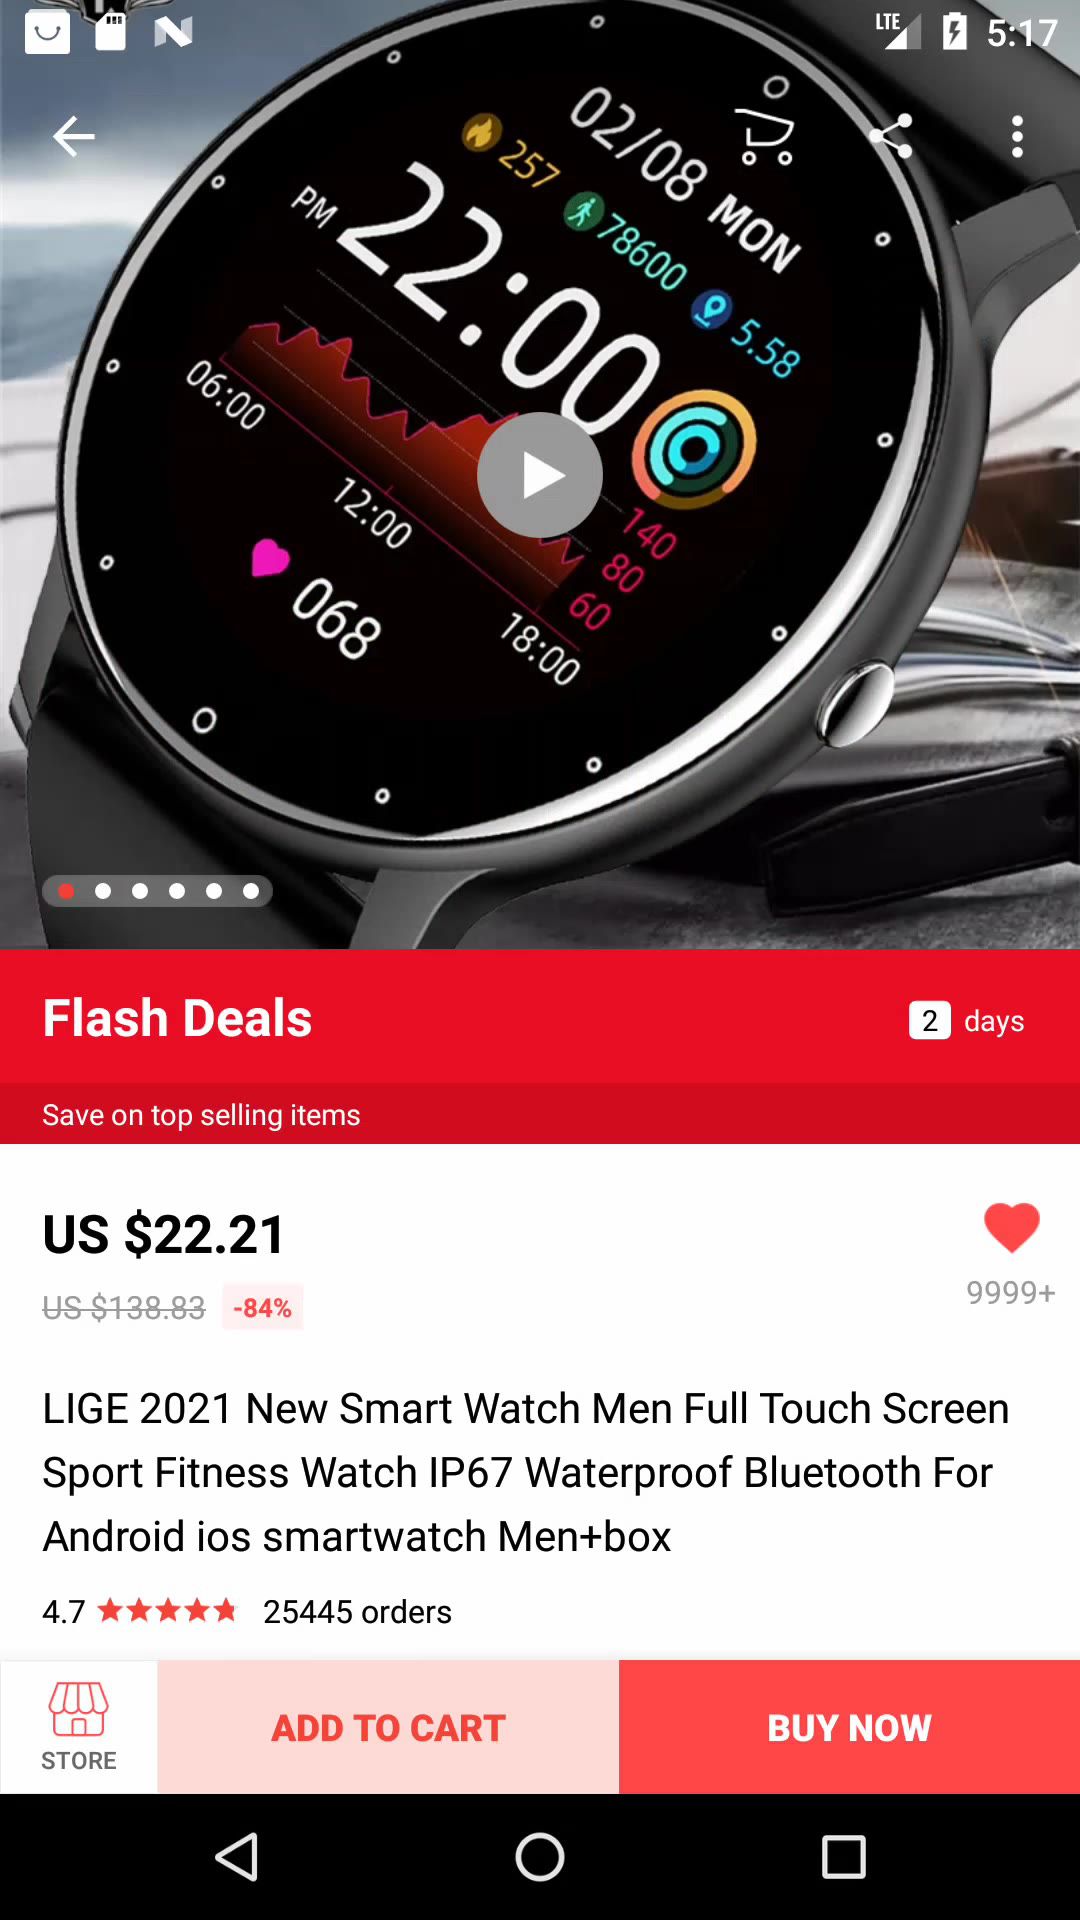 LTE 5:17
02/08 MON
257
78600
5.58
PM 22:00
06:00
12:00
18:00
140
80
60
068
Flash Deals
2 days
Save on top selling items
US $22.21
US $138.83 -84%
9999+
LIGE 2021 New Smart Watch Men Full Touch Screen
Sport Fitness Watch IP67 Waterproof Bluetooth For
Android ios smartwatch Men+box
4.7 25445 orders
STORE
ADD TO CART
BUY NOW